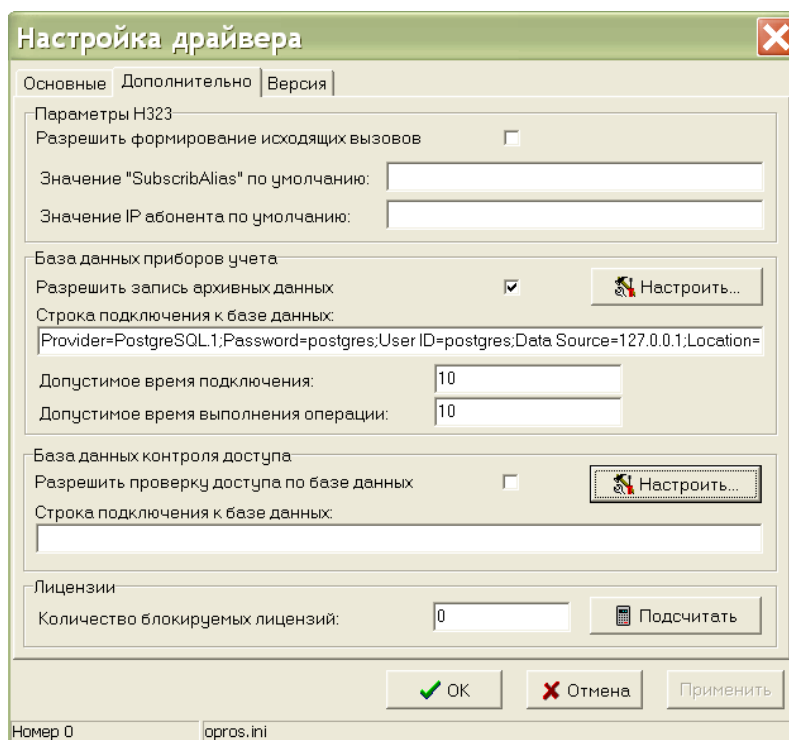 Настройка драйвера
Основные Дополнительно Версия
Параметры H323
Разрешить формирование исходящих вызовов
Значение "SubscribAlias" по умолчанию:
Значение IP абонента по умолчанию:
База данных приборов учета
Разрешить запись архивных данных Настроить...
Строка подключения к базе данных:
Provider=PostgreSQL.1;Password=postgres;User ID=postgres;Data Source=127.0.0.1;Location=
Допустимое время подключения: 10
Допустимое время выполнения операции: 10
База данных контроля доступа
Разрешить проверку доступа по базе данных Настроить...
Строка подключения к базе данных:
Лицензии
Количество блокируемых лицензий: 0 Подсчитать
OK Отмена Применить
Номер 0 opros.ini